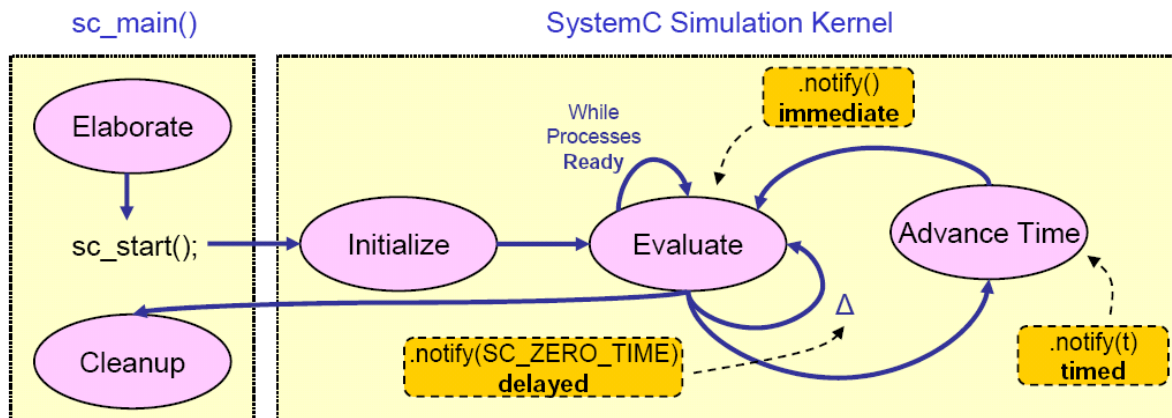 sc_main()
SystemC Simulation Kernel
Elaborate
sc_start();
Cleanup
Initialize
While
Processes
Ready
Evaluate
.notify()
immediate
Advance Time
Δ
.notify(SC_ZERO_TIME)
delayed
.notify(t)
timed